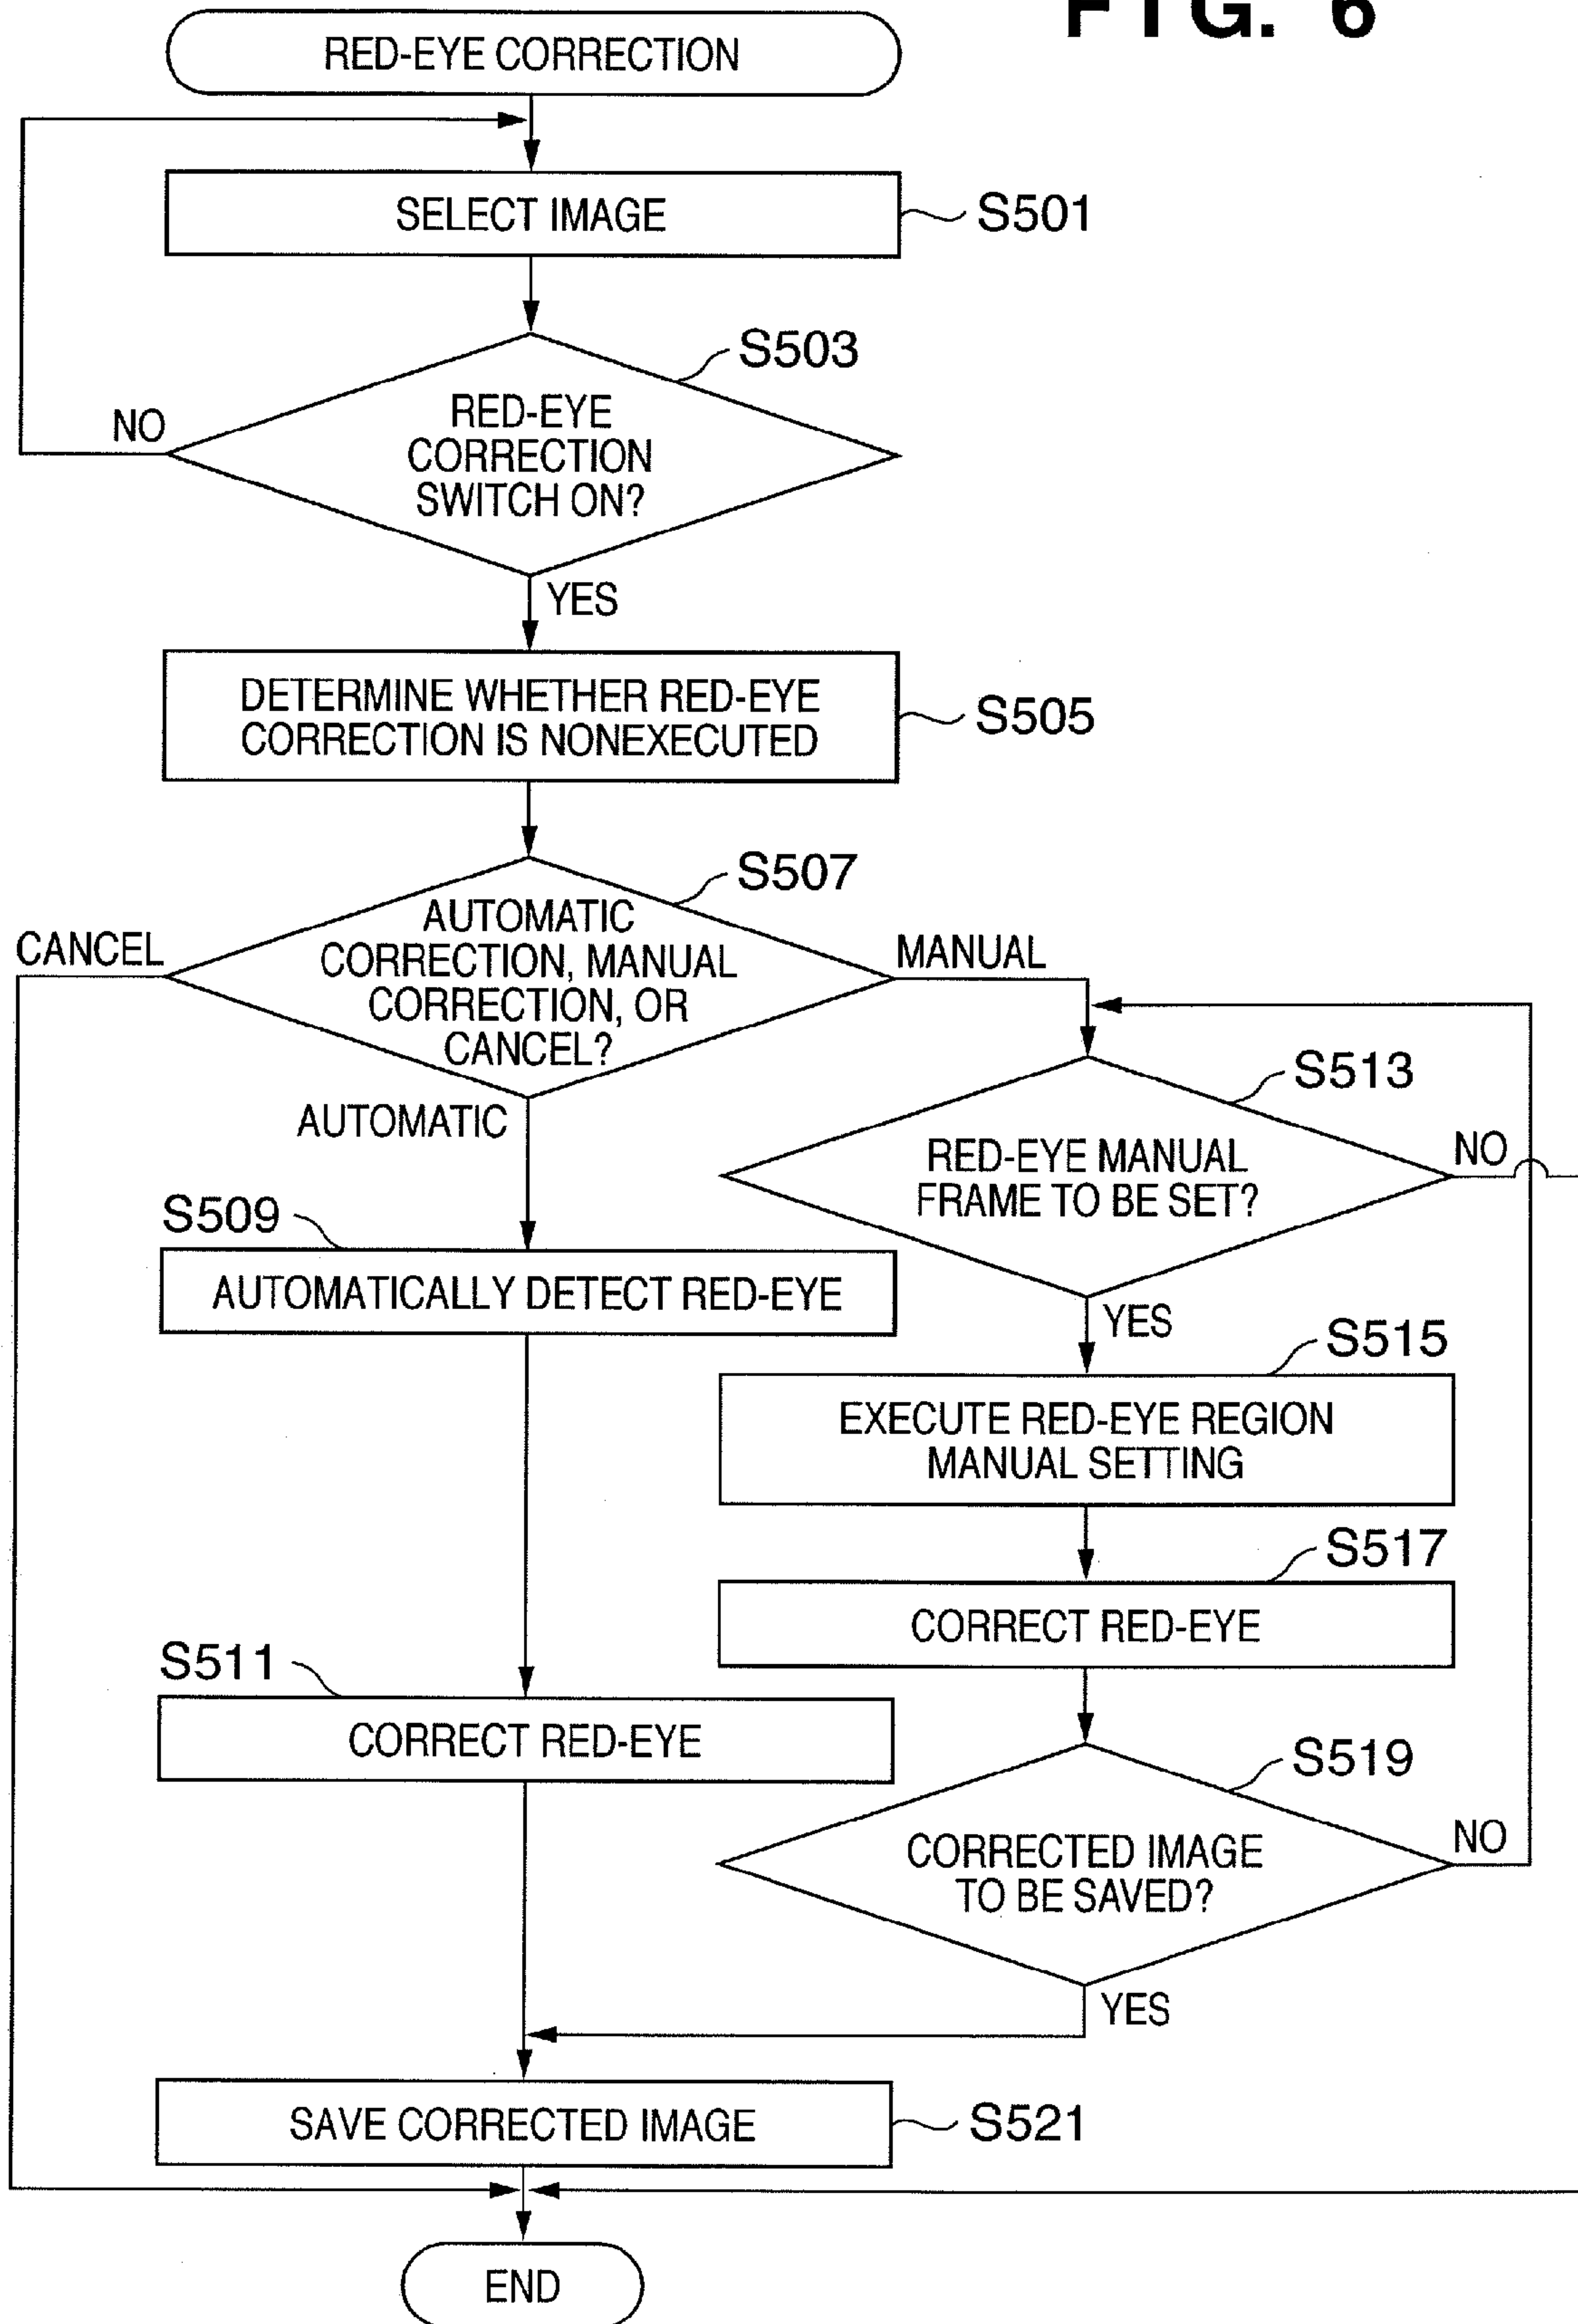 FIG. 6
RED-EYE CORRECTION
SELECT IMAGE
S501
S503
RED-EYE
CORRECTION
SWITCH ON?
NO
YES
DETERMINE WHETHER RED-EYE
CORRECTION IS NONEXECUTED
S505
S507
AUTOMATIC
CORRECTION, MANUAL
CORRECTION, OR
CANCEL?
CANCEL
MANUAL
AUTOMATIC
S513
RED-EYE MANUAL
FRAME TO BE SET?
NO
YES
S509
AUTOMATICALLY DETECT RED-EYE
S515
EXECUTE RED-EYE REGION
MANUAL SETTING
S517
CORRECT RED-EYE
S511
CORRECT RED-EYE
S519
CORRECTED IMAGE
TO BE SAVED?
NO
YES
SAVE CORRECTED IMAGE
S521
END